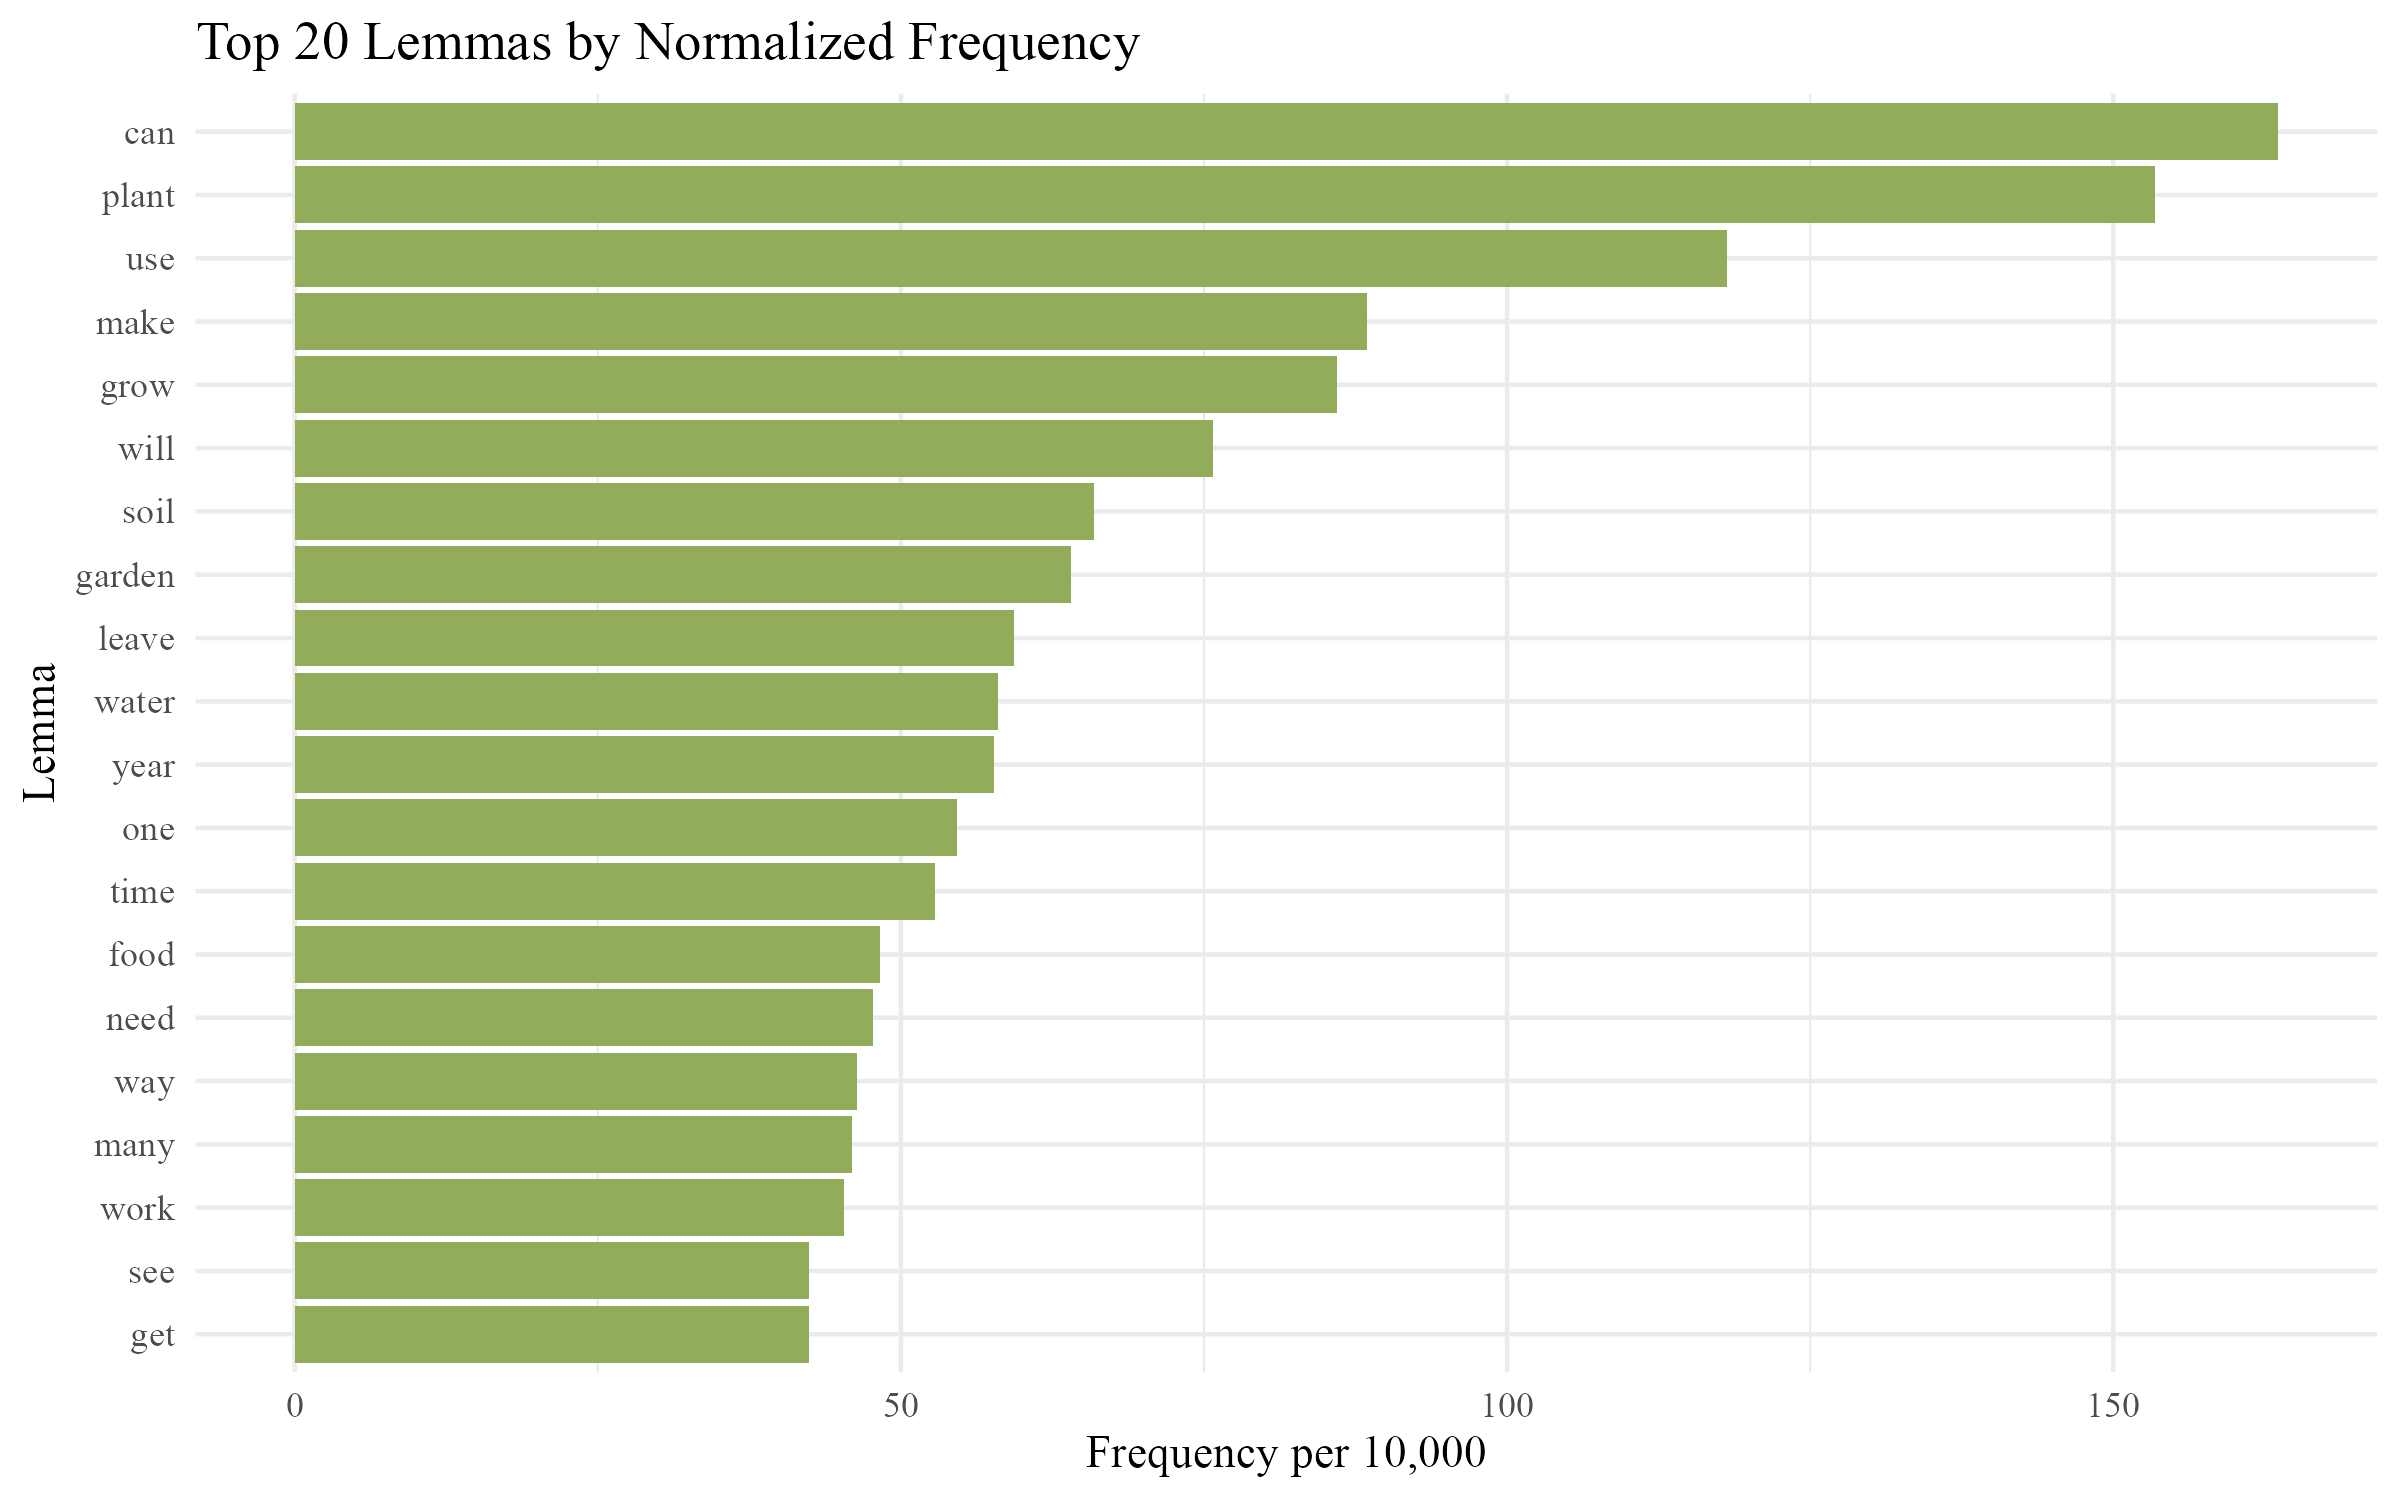 Top 20 Lemmas by Normalized Frequency
Lemma
can
plant
use
make
grow
will
soil
garden
leave
water
year
one
time
food
need
way
many
work
see
get
0 50 100 150
Frequency per 10,000